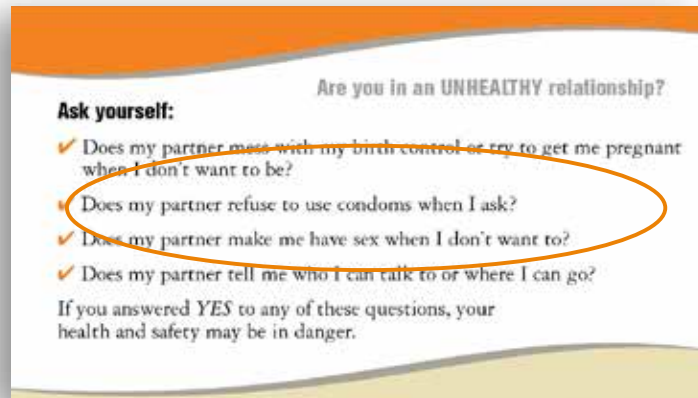 Are you in an UNHEALTHY relationship?
Ask yourself:
✔ Does my partner mess with my birth control or try to get me pregnant
when I don't want to be?
✔ Does my partner refuse to use condoms when I ask?
✔ Does my partner make me have sex when I don't want to?
✔ Does my partner tell me who I can talk to or where I can go?
If you answered YES to any of these questions, your
health and safety may be in danger.